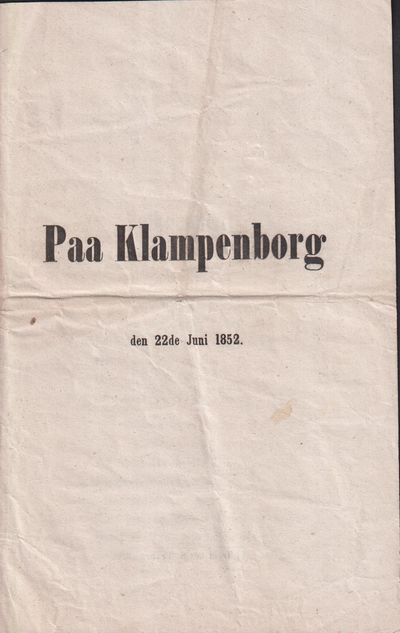 Paa Klampenborg
den 22de Juni 1852.